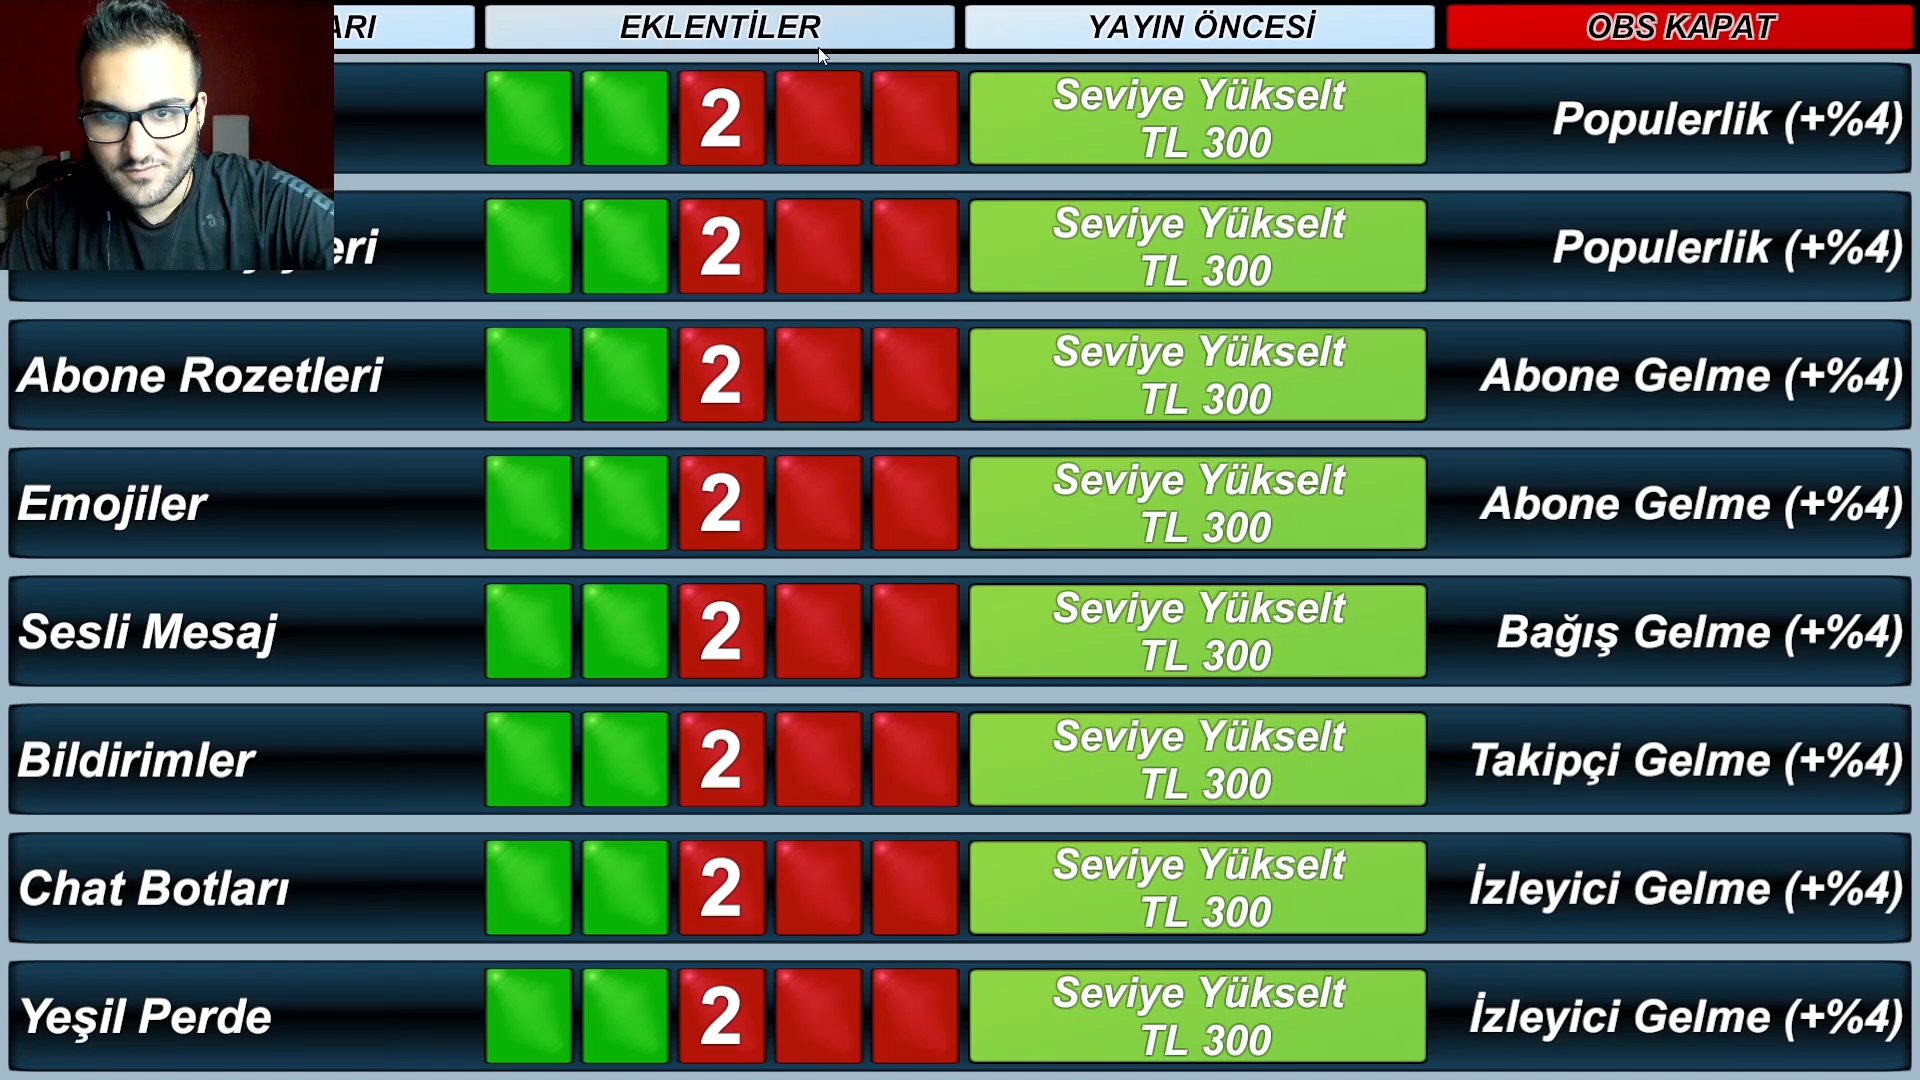 EKLENTİLER
YAYIN ÖNCESİ
OBS KAPAT
2
Seviye Yükselt
TL 300
Populerlik (+%4)
2
Seviye Yükselt
TL 300
Populerlik (+%4)
Abone Rozetleri
2
Seviye Yükselt
TL 300
Abone Gelme (+%4)
Emojiler
2
Seviye Yükselt
TL 300
Abone Gelme (+%4)
Sesli Mesaj
2
Seviye Yükselt
TL 300
Bağış Gelme (+%4)
Bildirimler
2
Seviye Yükselt
TL 300
Takipçi Gelme (+%4)
Chat Botları
2
Seviye Yükselt
TL 300
İzleyici Gelme (+%4)
Yeşil Perde
2
Seviye Yükselt
TL 300
İzleyici Gelme (+%4)